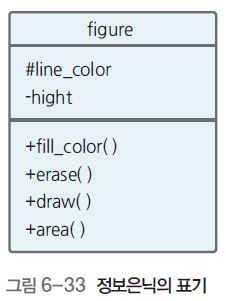 figure
#line_color
-hight
+fill_color( )
+erase( )
+draw( )
+area( )
그림 6-33 정보은닉의 표기